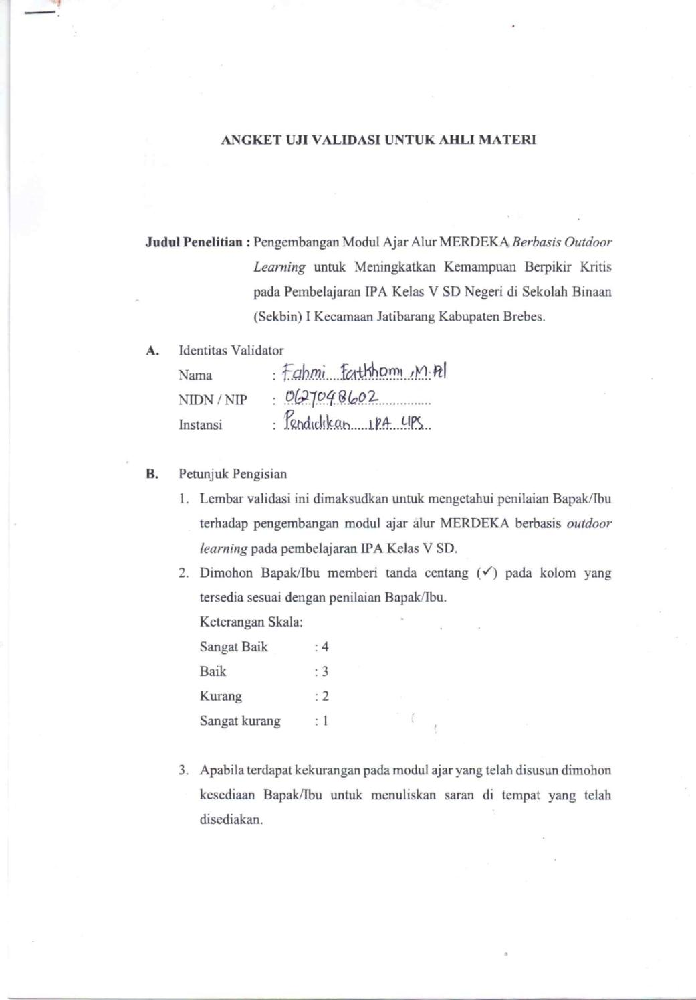 ANGKET UJI VALIDASI UNTUK AHLI MATERI
Judul Penelitian : Pengembangan Modul Ajar Alur MERDEKA Berbasis Outdoor
Learning untuk Meningkatkan Kemampuan Berpikir Kritis
pada Pembelajaran IPA Kelas V SD Negeri di Sekolah Binaan
(Sekbin) I Kecamaan Jatibarang Kabupaten Brebes.
A. Identitas Validator
Nama : Fahmi Fatkhomi, M.Pd
NIDN / NIP : 0627048602
Instansi : Pendidikan IPA UPS
B. Petunjuk Pengisian
1. Lembar validasi ini dimaksudkan untuk mengetahui penilaian Bapak/Ibu
terhadap pengembangan modul ajar alur MERDEKA berbasis outdoor
learning pada pembelajaran IPA Kelas V SD.
2. Dimohon Bapak/Ibu memberi tanda centang (✓) pada kolom yang
tersedia sesuai dengan penilaian Bapak/Ibu.
Keterangan Skala:
Sangat Baik : 4
Baik : 3
Kurang : 2
Sangat kurang : 1
3. Apabila terdapat kekurangan pada modul ajar yang telah disusun dimohon
kesediaan Bapak/Ibu untuk menuliskan saran di tempat yang telah
disediakan.